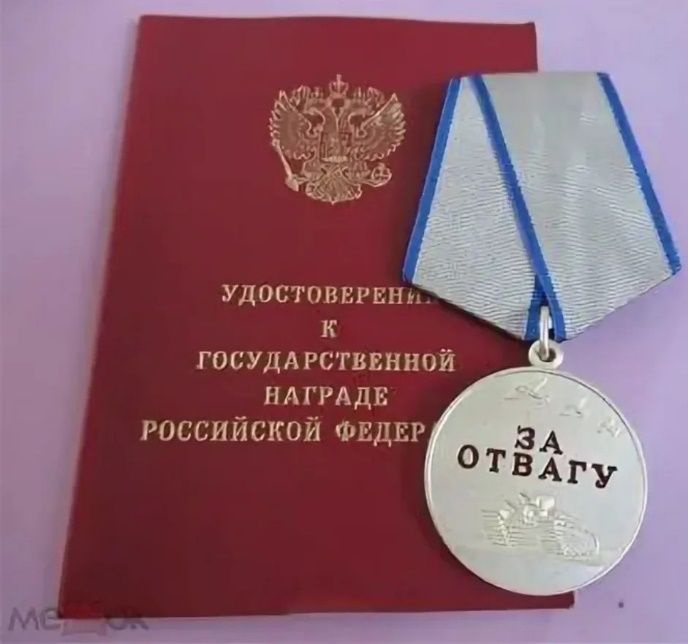 УДОСТОВЕРЕНИ
К
ГОСУДАРСТВЕННОЙ
НАГРАДЕ
РОССИЙСКОЙ ФЕДЕР
ЗА
ОТВАГУ